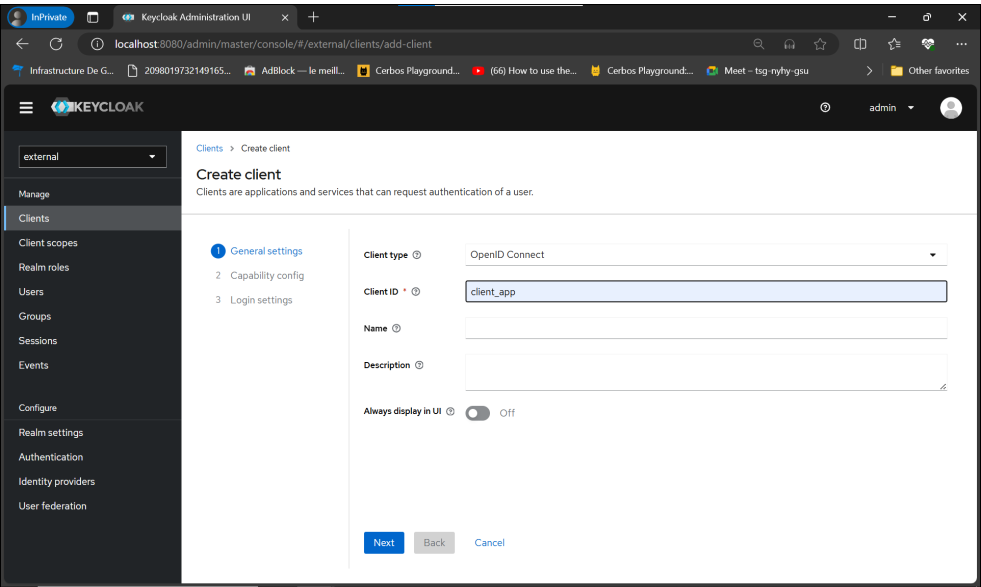 InPrivate
Keycloak Administration UI
localhost:8080/admin/master/console/#/external/clients/add-client
Infrastructure De G...
2098019732149165...
AdBlock — le meill...
Cerbos Playground...
(66) How to use the...
Cerbos Playground:...
Meet – tsg-nyhy-gsu
Other favorites
KEYCLOAK
admin
external
Manage
Clients
Client scopes
Realm roles
Users
Groups
Sessions
Events
Configure
Realm settings
Authentication
Identity providers
User federation
Clients > Create client
Create client
Clients are applications and services that can request authentication of a user.
1 General settings
2 Capability config
3 Login settings
Client type
OpenID Connect
Client ID *
client_app
Name
Description
Always display in UI
Off
Next
Back
Cancel